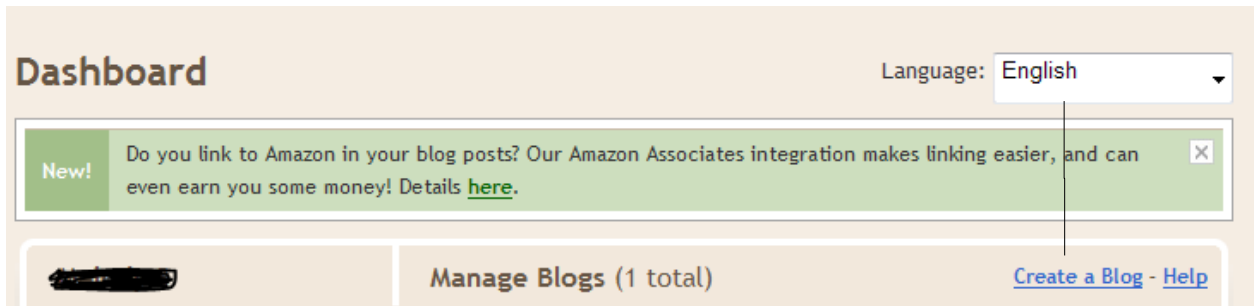 Dashboard
Language: English
New!
Do you link to Amazon in your blog posts? Our Amazon Associates integration makes linking easier, and can
even earn you some money! Details here.
Manage Blogs (1 total)
Create a Blog - Help